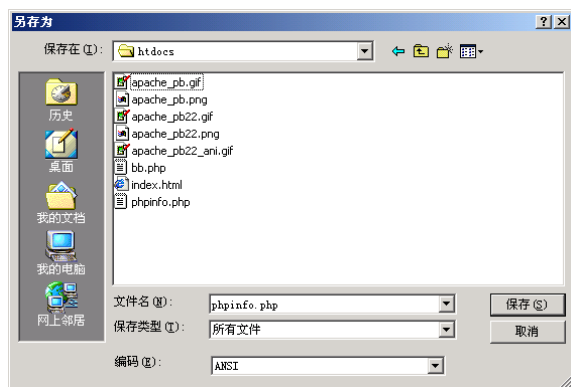 另存为
保存在(I): htdocs
历史
桌面
我的文档
我的电脑
网上邻居
apache_pb.gif
apache_pb.png
apache_pb22.gif
apache_pb22.png
apache_pb22_ani.gif
bb.php
index.html
phpinfo.php
文件名(N): phpinfo.php 保存(S)
保存类型(T): 所有文件 取消
编码(E): ANSI